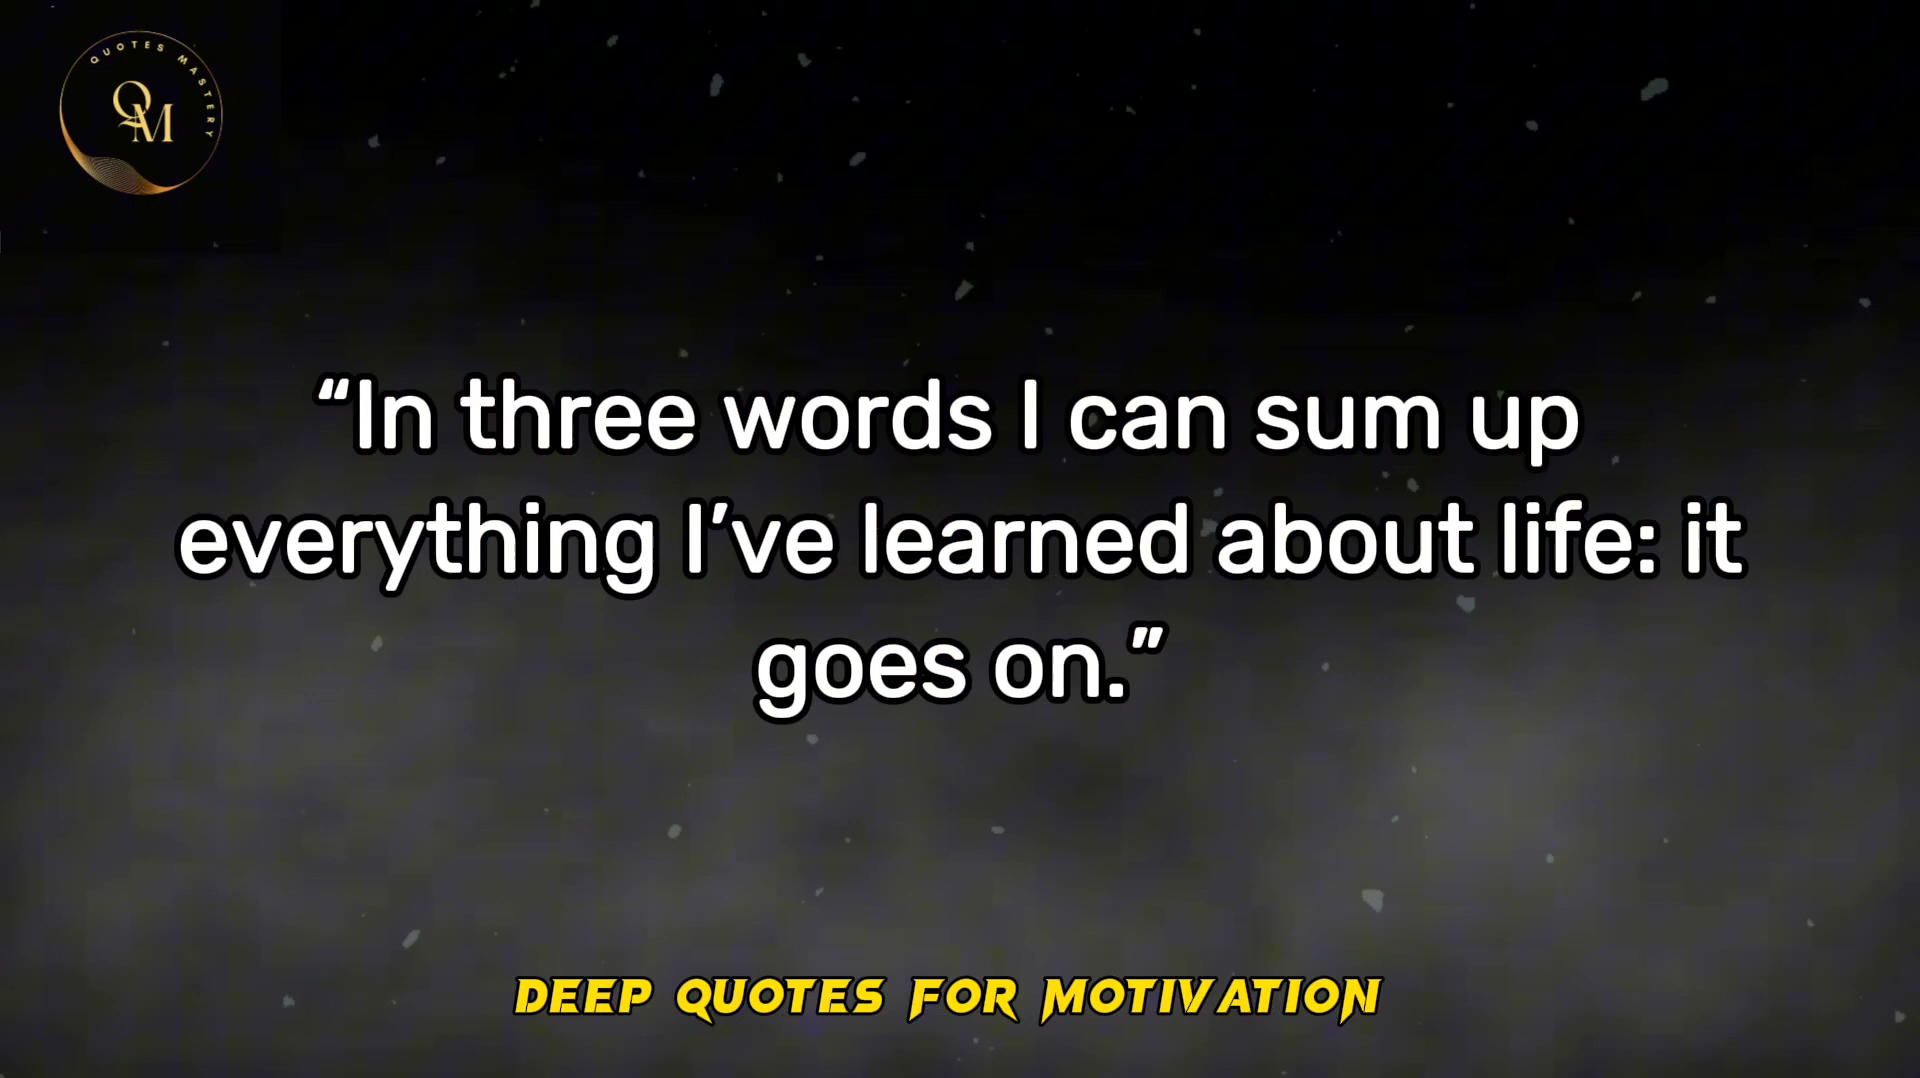 QUOTES MASTERY
QM
“In three words I can sum up
everything I’ve learned about life: it
goes on.”
DEEP QUOTES FOR MOTIVATION